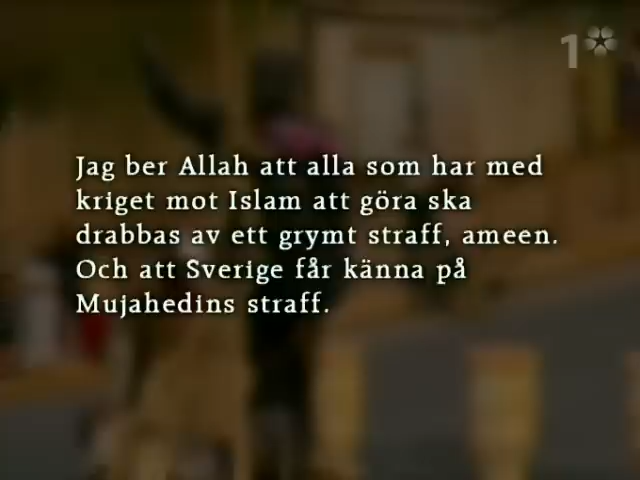 1
Jag ber Allah att alla som har med
kriget mot Islam att göra ska
drabbas av ett grymt straff, ameen.
Och att Sverige får känna på
Mujahedins straff.